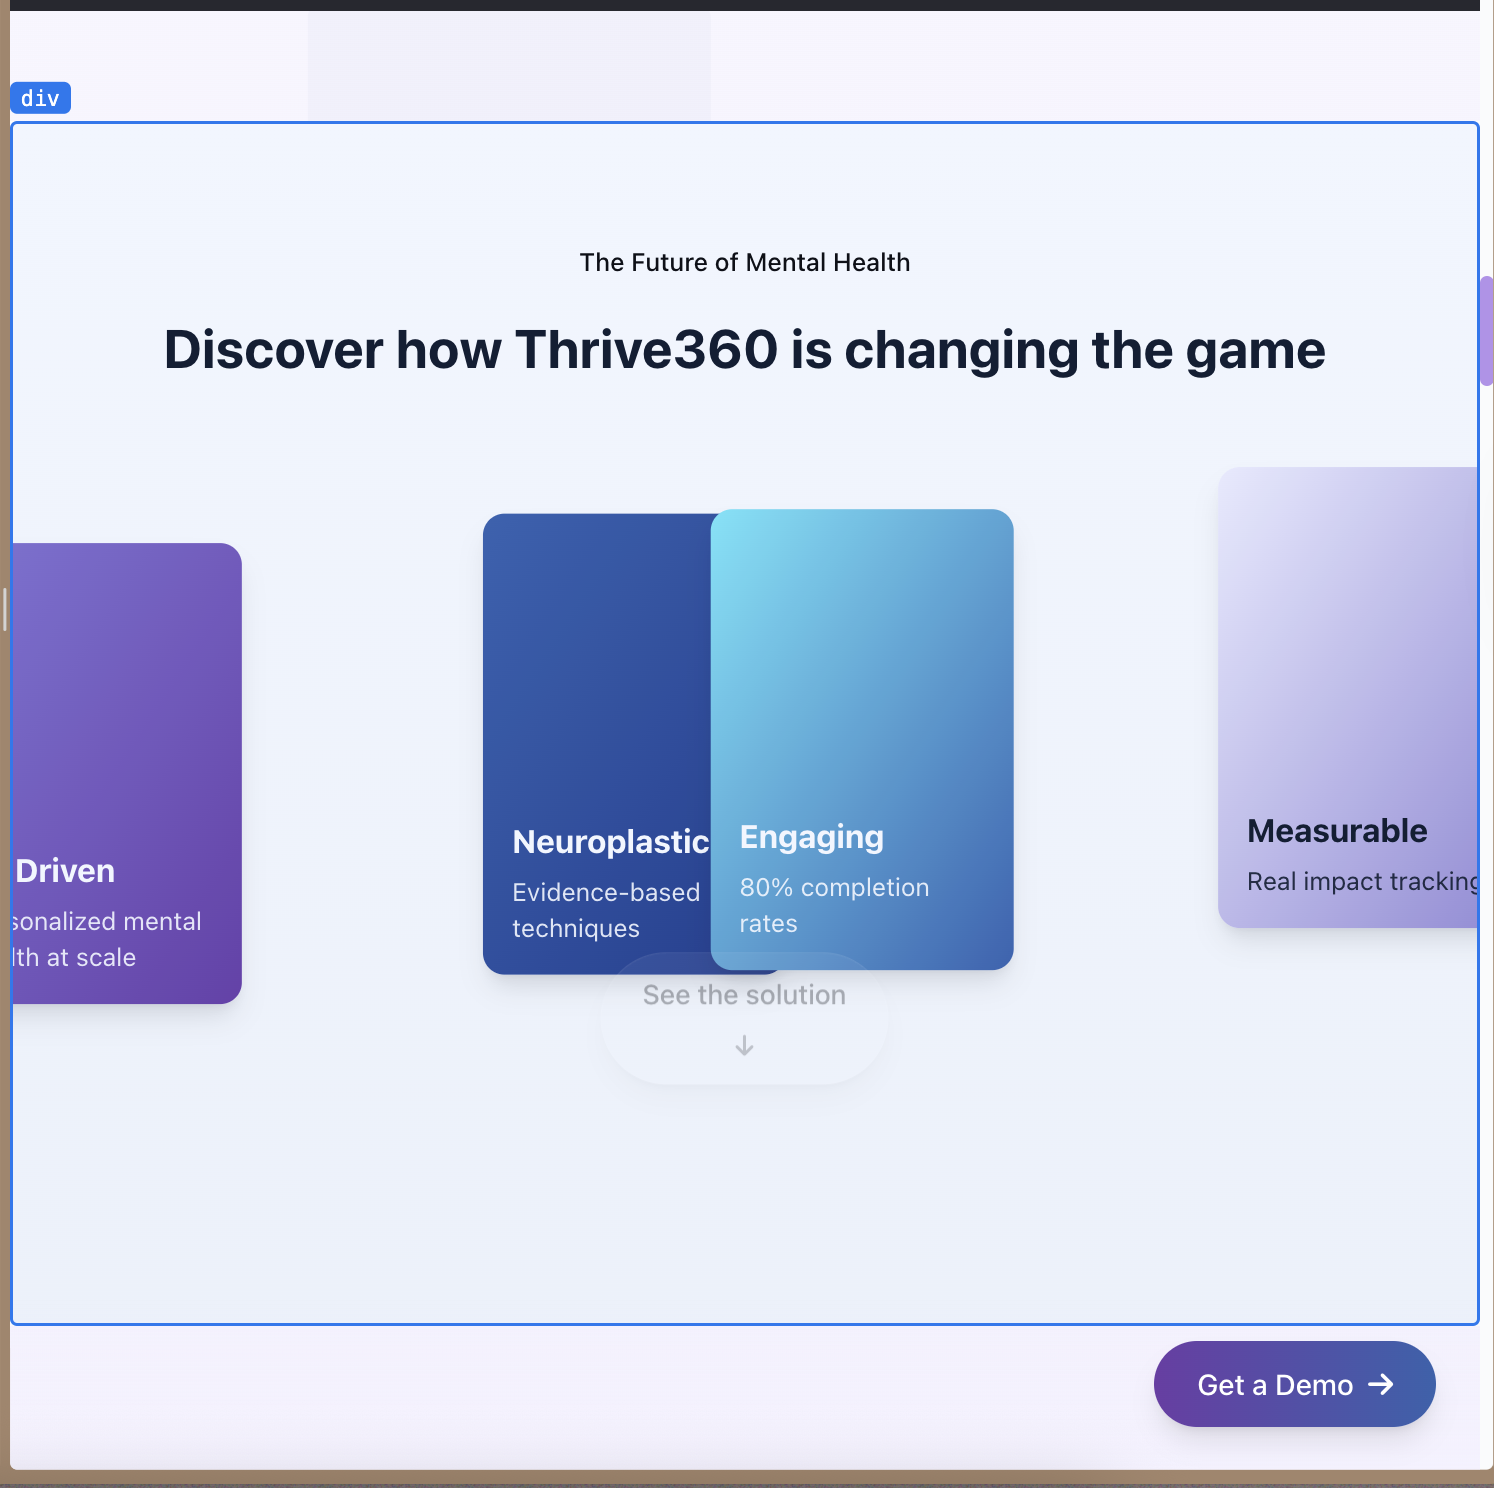 div
The Future of Mental Health
Discover how Thrive360 is changing the game
Driven
sonalized mental
lth at scale
Neuroplastic
Evidence-based
techniques
Engaging
80% completion
rates
Measurable
Real impact tracking
See the solution
Get a Demo